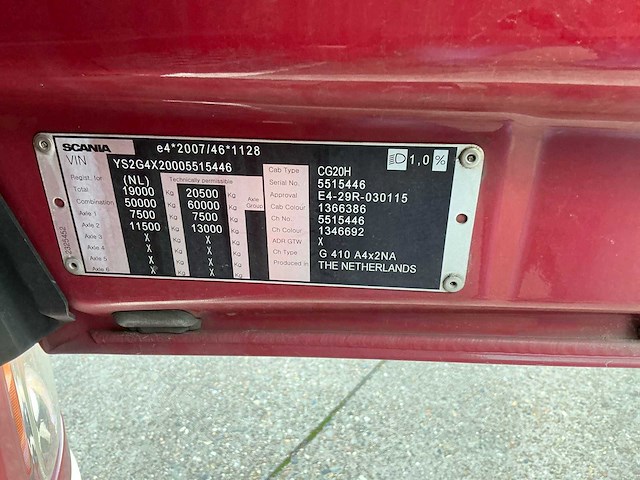 SCANIA e4*2007/46*1128 1,0 %
VIN YS2G4X20005515446
Regist. for (NL) Technically permissible
Total 19000 Kg 20500 Kg
Combination 50000 Kg 60000 Kg Axle Group
Axle 1 7500 Kg 7500 Kg
Axle 2 11500 Kg 13000 Kg
Axle 3 X Kg X Kg
Axle 4 X Kg X Kg
Axle 5 X Kg X Kg
Axle 6 X Kg X Kg
Cab Type CG20H
Serial No. 5515446
Approval E4-29R-030115
Cab Colour 1366386
Ch No. 5515446
Ch Colour 1346692
ADR GTW X
Ch Type G 410 A4x2NA
Produced in THE NETHERLANDS